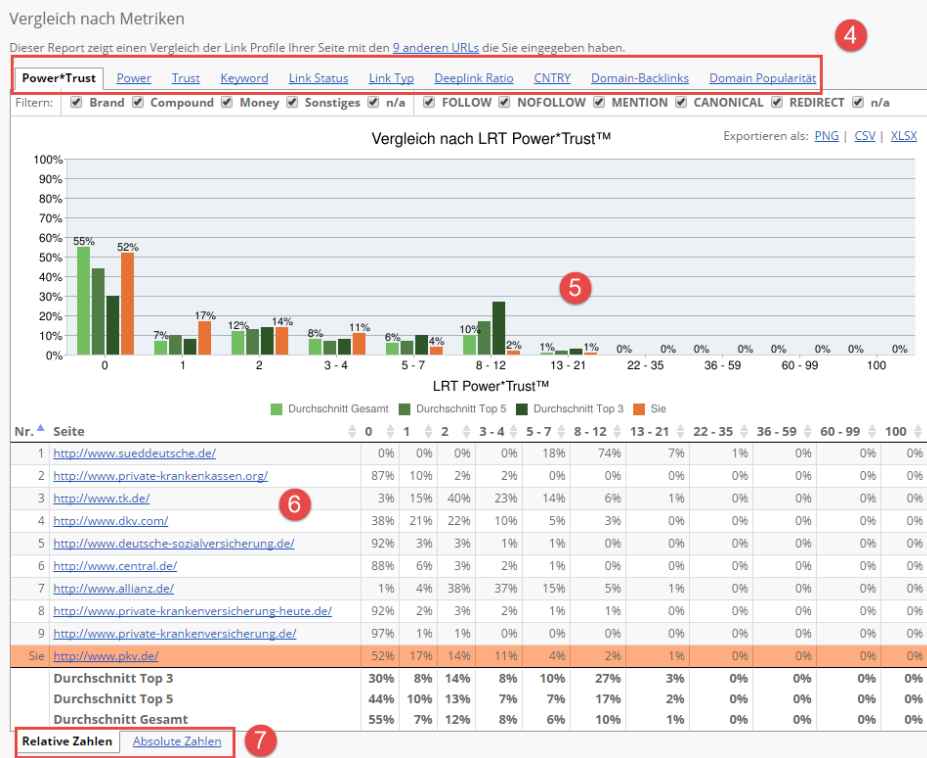 Vergleich nach Metriken
4
Dieser Report zeigt einen Vergleich der Link Profile Ihrer Seite mit den 9 anderen URLs die Sie eingegeben haben.
Power*Trust Power Trust Keyword Link Status Link Typ Deeplink Ratio CNTRY Domain-Backlinks Domain Popularität
Filtern: Brand Compound Money Sonstiges n/a FOLLOW NOFOLLOW MENTION CANONICAL REDIRECT n/a
Vergleich nach LRT Power*Trust™ Exportieren als: PNG | CSV | XLSX
100%
90%
80%
70%
60%
50%
40%
30%
20%
10%
0%
55% 52%
7% 17%
12% 14%
8% 11%
6% 4%
10% 2%
1% 1%
0% 0%
0% 0%
0% 0%
0% 0%
5
0 1 2 3 - 4 5 - 7 8 - 12 13 - 21 22 - 35 36 - 59 60 - 99 100
LRT Power*Trust™
Durchschnitt Gesamt Durchschnitt Top 5 Durchschnitt Top 3 Sie
Nr. Seite 0 1 2 3 - 4 5 - 7 8 - 12 13 - 21 22 - 35 36 - 59 60 - 99 100
1 http://www.sueddeutsche.de/ 0% 0% 0% 0% 18% 74% 7% 1% 0% 0% 0%
2 http://www.private-krankenkassen.org/ 87% 10% 2% 2% 0% 0% 0% 0% 0% 0% 0%
3 http://www.tk.de/ 3% 15% 40% 23% 14% 6% 1% 0% 0% 0% 0%
6
4 http://www.dkv.com/ 38% 21% 22% 10% 5% 3% 0% 0% 0% 0% 0%
5 http://www.deutsche-sozialversicherung.de/ 92% 3% 3% 1% 1% 0% 0% 0% 0% 0% 0%
6 http://www.central.de/ 88% 6% 3% 2% 1% 0% 0% 0% 0% 0% 0%
7 http://www.allianz.de/ 1% 4% 38% 37% 15% 5% 1% 0% 0% 0% 0%
8 http://www.private-krankenversicherung-heute.de/ 92% 2% 3% 2% 1% 1% 0% 0% 0% 0% 0%
9 http://www.private-krankenversicherung.de/ 97% 1% 1% 0% 0% 0% 0% 0% 0% 0% 0%
Sie http://www.pkv.de/ 52% 17% 14% 11% 4% 2% 1% 0% 0% 0% 0%
Durchschnitt Top 3 30% 8% 14% 8% 10% 27% 3% 0% 0% 0% 0%
Durchschnitt Top 5 44% 10% 13% 7% 7% 17% 2% 0% 0% 0% 0%
Durchschnitt Gesamt 55% 7% 12% 8% 6% 10% 1% 0% 0% 0% 0%
Relative Zahlen Absolute Zahlen 7